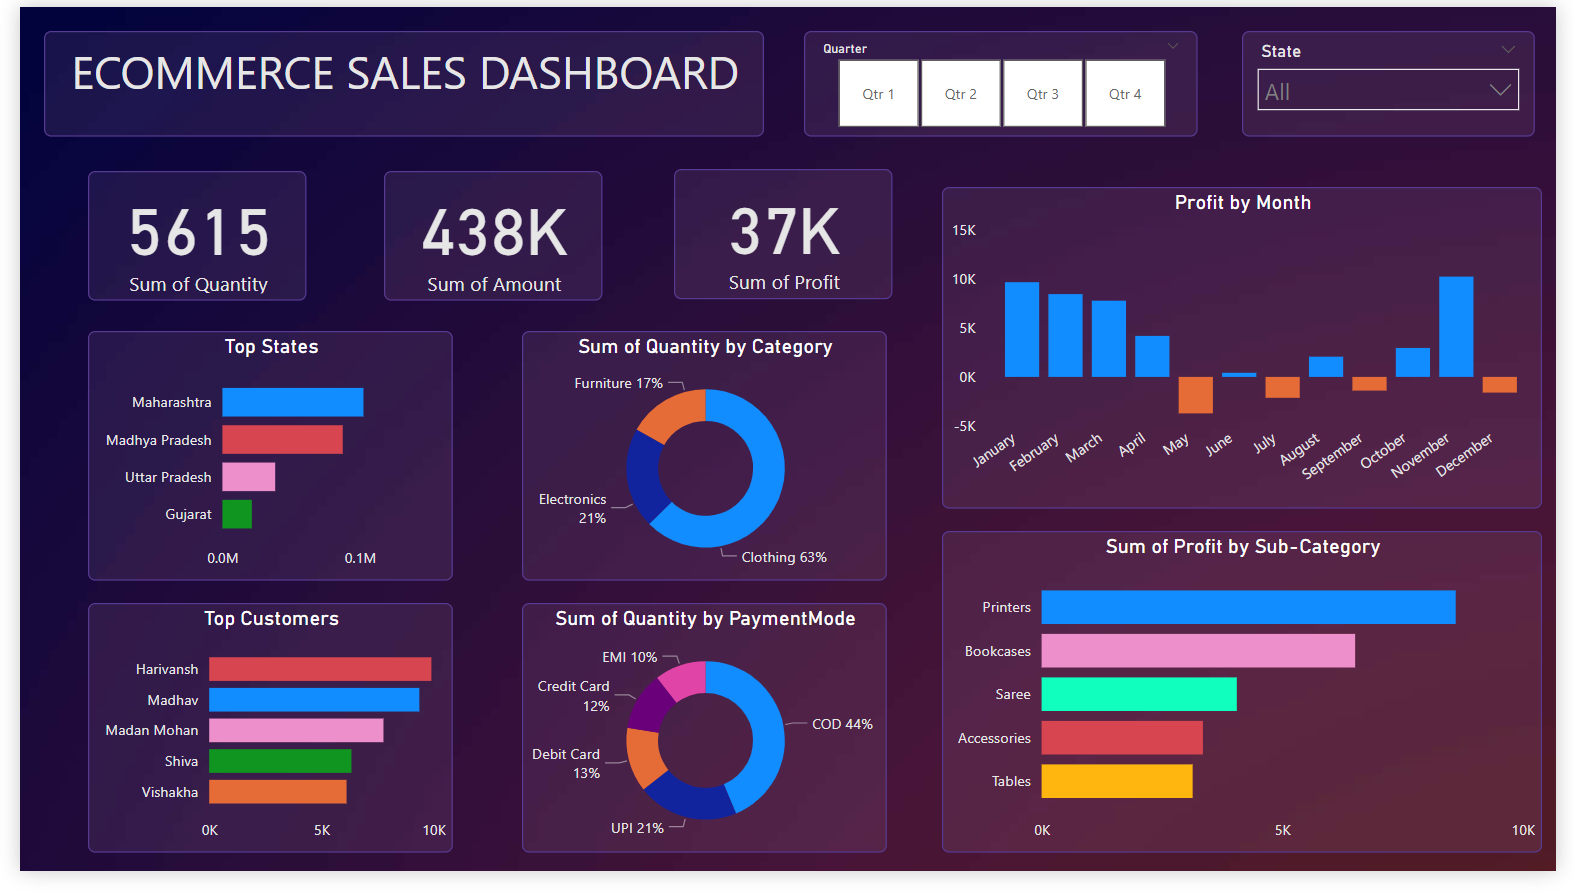 ECOMMERCE SALES DASHBOARD
Quarter
Qtr 1
Qtr 2
Qtr 3
Qtr 4
State
All
5615
Sum of Quantity
438K
Sum of Amount
37K
Sum of Profit
Profit by Month
15K
10K
5K
0K
-5K
January
February
March
April
May
June
July
August
September
October
November
December
Top States
Maharashtra
Madhya Pradesh
Uttar Pradesh
Gujarat
0.0M
0.1M
Sum of Quantity by Category
Furniture 17%
Electronics
21%
Clothing 63%
Sum of Profit by Sub-Category
Printers
Bookcases
Saree
Accessories
Tables
0K
5K
10K
Top Customers
Harivansh
Madhav
Madan Mohan
Shiva
Vishakha
0K
5K
10K
Sum of Quantity by PaymentMode
EMI 10%
Credit Card
12%
Debit Card
13%
UPI 21%
COD 44%